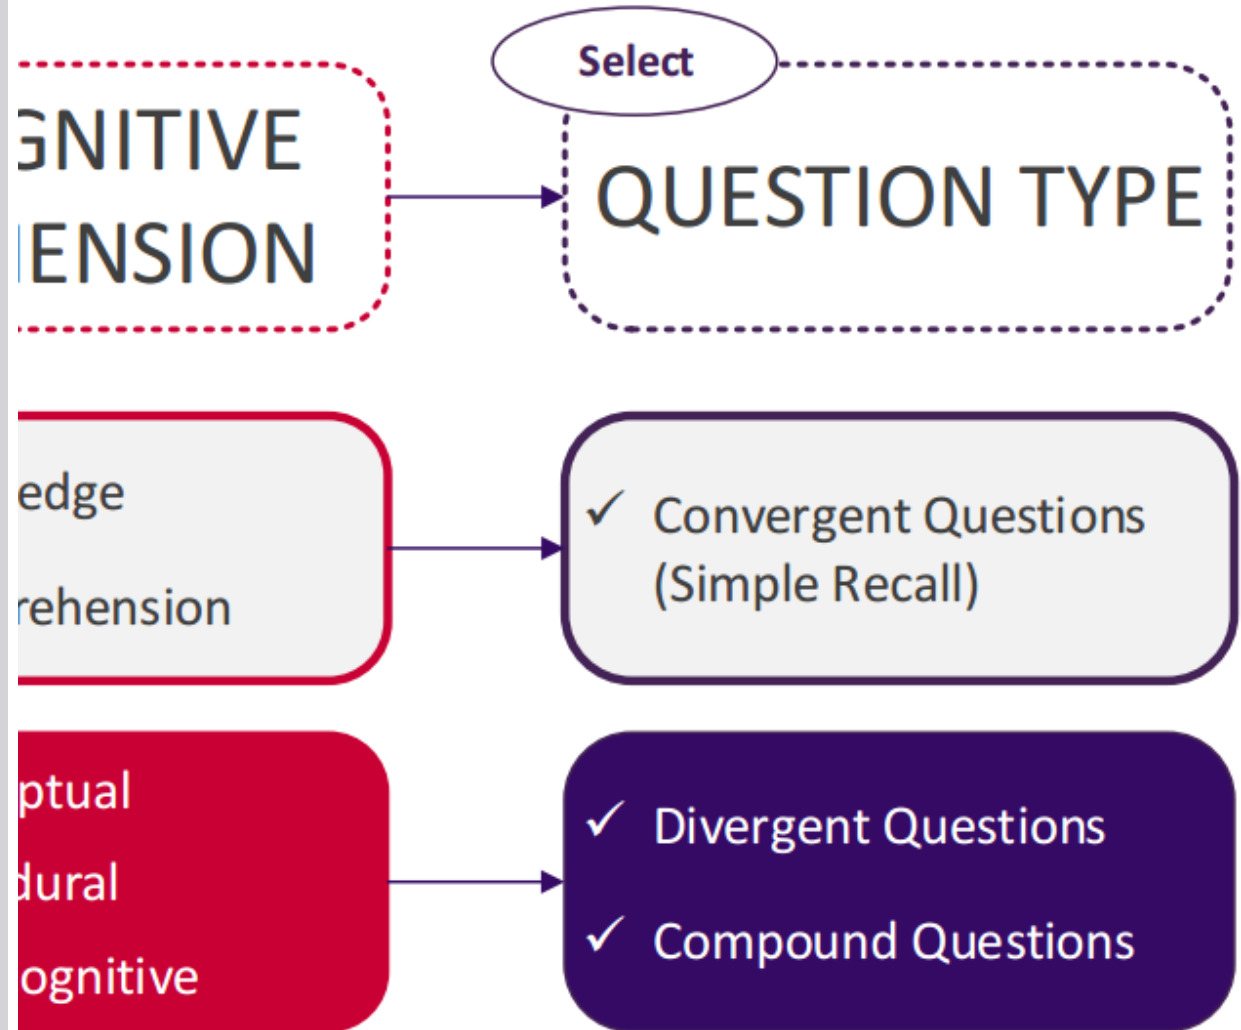 Select
GNITIVE
ENSION
QUESTION TYPE
edge
rehension
✓ Convergent Questions
(Simple Recall)
ptual
dural
ognitive
✓ Divergent Questions
✓ Compound Questions